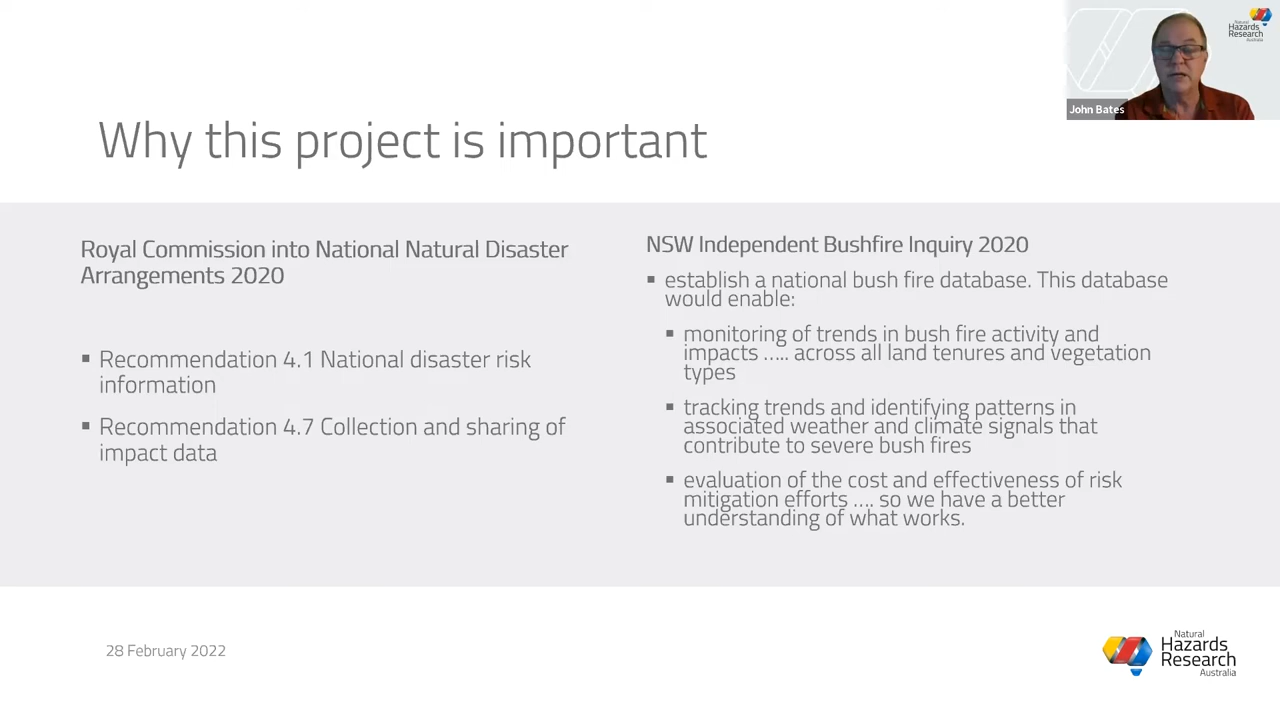 Natural
Hazards
Research
Australia
John Bates
Why this project is important
Royal Commission into National Natural Disaster
Arrangements 2020
▪ Recommendation 4.1 National disaster risk
information
▪ Recommendation 4.7 Collection and sharing of
impact data
NSW Independent Bushfire Inquiry 2020
▪ establish a national bush fire database. This database
would enable:
▪ monitoring of trends in bush fire activity and
impacts ….. across all land tenures and vegetation
types
▪ tracking trends and identifying patterns in
associated weather and climate signals that
contribute to severe bush fires
▪ evaluation of the cost and effectiveness of risk
mitigation efforts …. so we have a better
understanding of what works.
28 February 2022
Natural
Hazards
Research
Australia